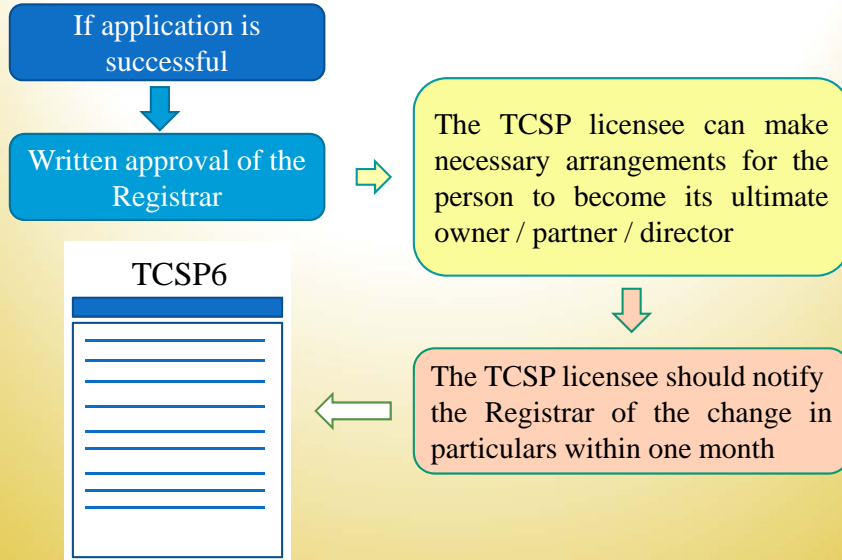 If application is
successful
Written approval of the
Registrar
The TCSP licensee can make
necessary arrangements for the
person to become its ultimate
owner / partner / director
The TCSP licensee should notify
the Registrar of the change in
particulars within one month
TCSP6